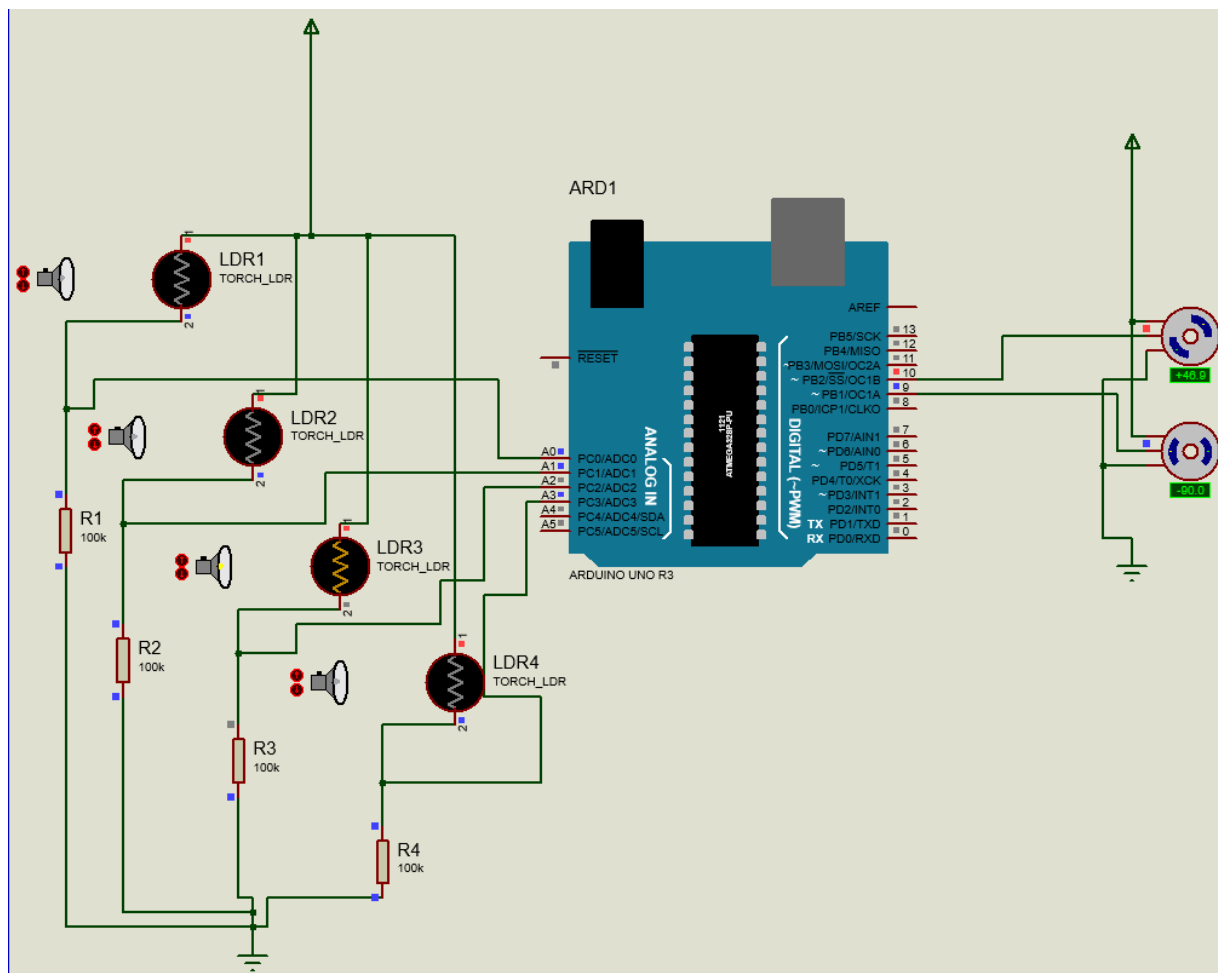 ARD1
LDR1
TORCH_LDR
1
2
LDR2
TORCH_LDR
1
2
LDR3
TORCH_LDR
1
2
LDR4
TORCH_LDR
1
2
R1
100k
R2
100k
R3
100k
R4
100k
RESET
A0
PC0/ADC0
A1
PC1/ADC1
A2
PC2/ADC2
A3
PC3/ADC3
A4
PC4/ADC4/SDA
A5
PC5/ADC5/SCL
ANALOG IN
1121
ATMEGA328P-PU
DIGITAL (~PWM)
AREF
PB5/SCK 13
PB4/MISO 12
~PB3/MOSI/OC2A 11
~ PB2/SS/OC1B 10
~ PB1/OC1A 9
PB0/ICP1/CLKO 8
PD7/AIN1 7
~PD6/AIN0 6
~ PD5/T1 5
PD4/T0/XCK 4
~PD3/INT1 3
PD2/INT0 2
TX PD1/TXD 1
RX PD0/RXD 0
ARDUINO UNO R3
+46.9
-90.0